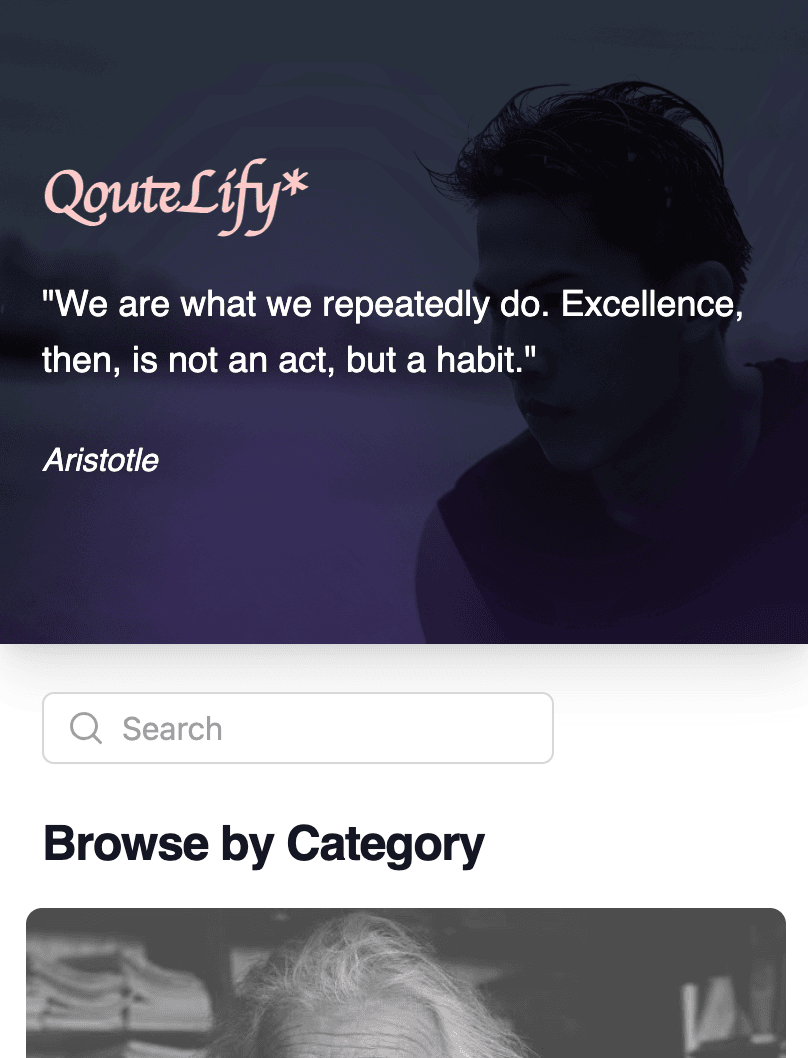 QouteLify*
"We are what we repeatedly do. Excellence,
then, is not an act, but a habit."
Aristotle
Search
Browse by Category